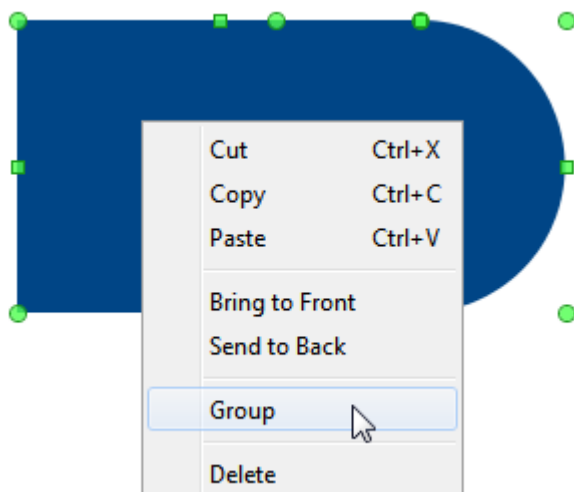 Cut Ctrl+X
Copy Ctrl+C
Paste Ctrl+V
Bring to Front
Send to Back
Group
Delete